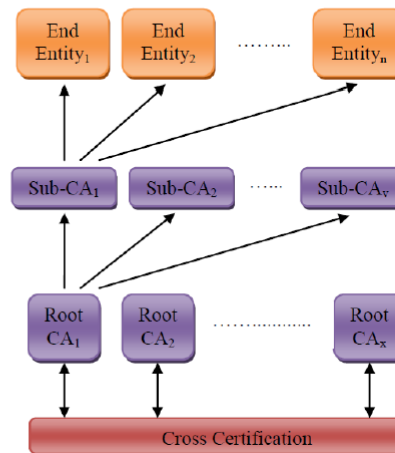 End
Entity₁
End
Entity₂
.........
End
Entityₙ
Sub-CA₁
Sub-CA₂
......
Sub-CAᵥ
Root
CA₁
Root
CA₂
...................
Root
CAₓ
Cross Certification